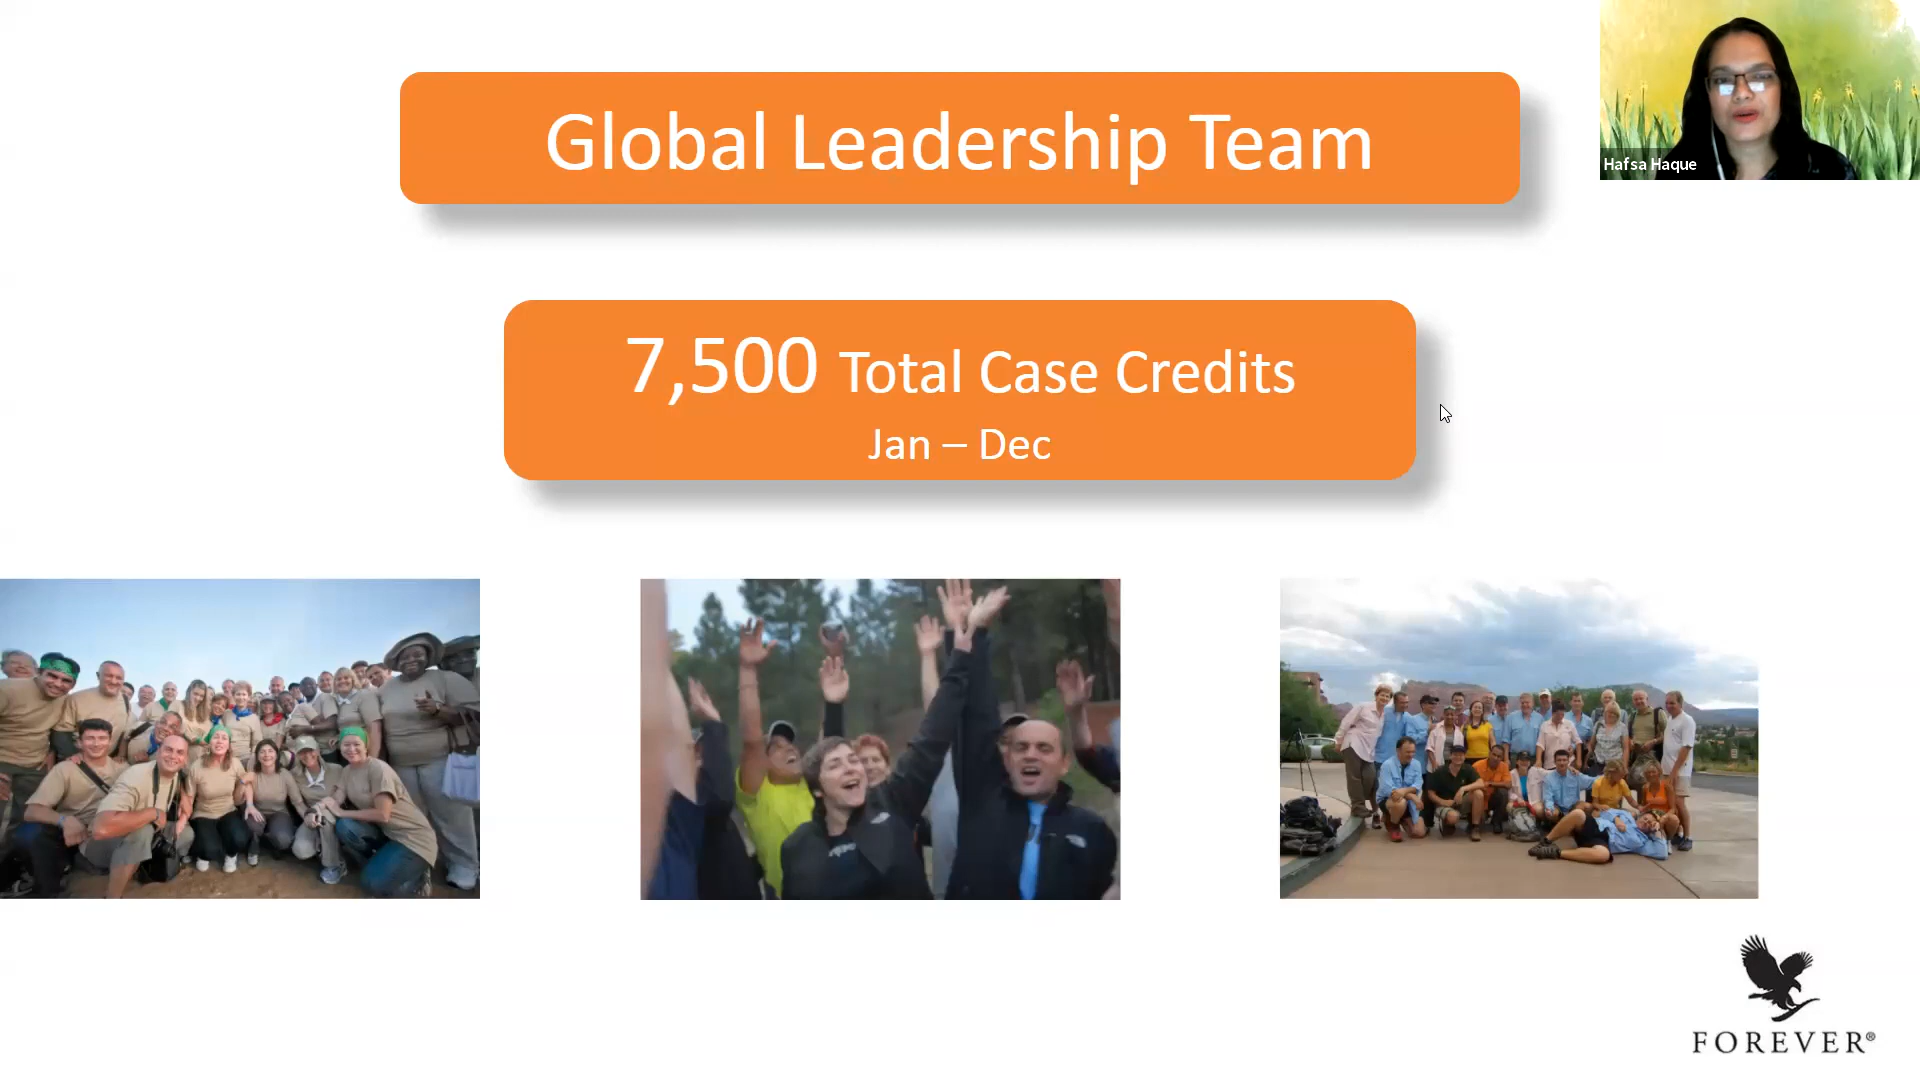 Global Leadership Team
Hafsa Haque
7,500 Total Case Credits
Jan – Dec
FOREVER®